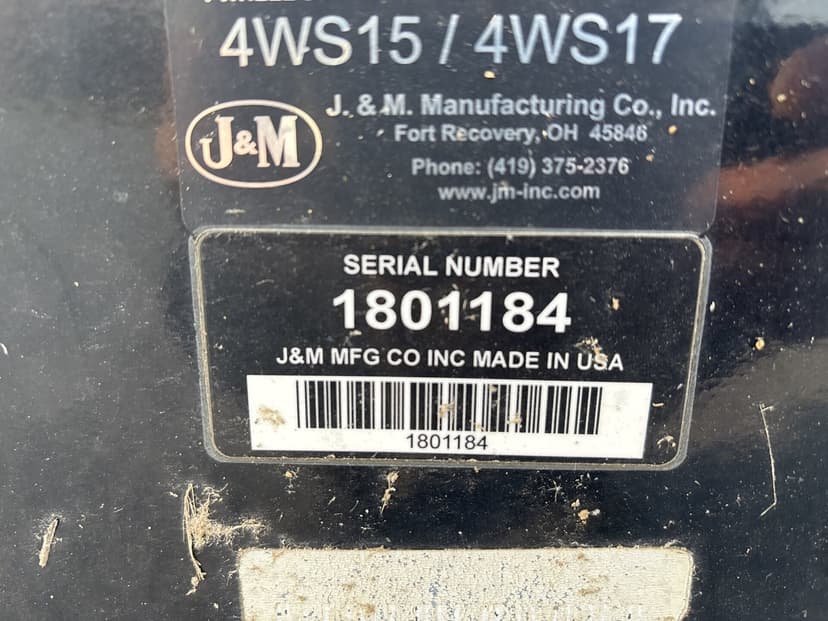 4WS15 / 4WS17
J&M
J. & M. Manufacturing Co., Inc.
Fort Recovery, OH 45846
Phone: (419) 375-2376
www.jm-inc.com
SERIAL NUMBER
1801184
J&M MFG CO INC MADE IN USA
1801184